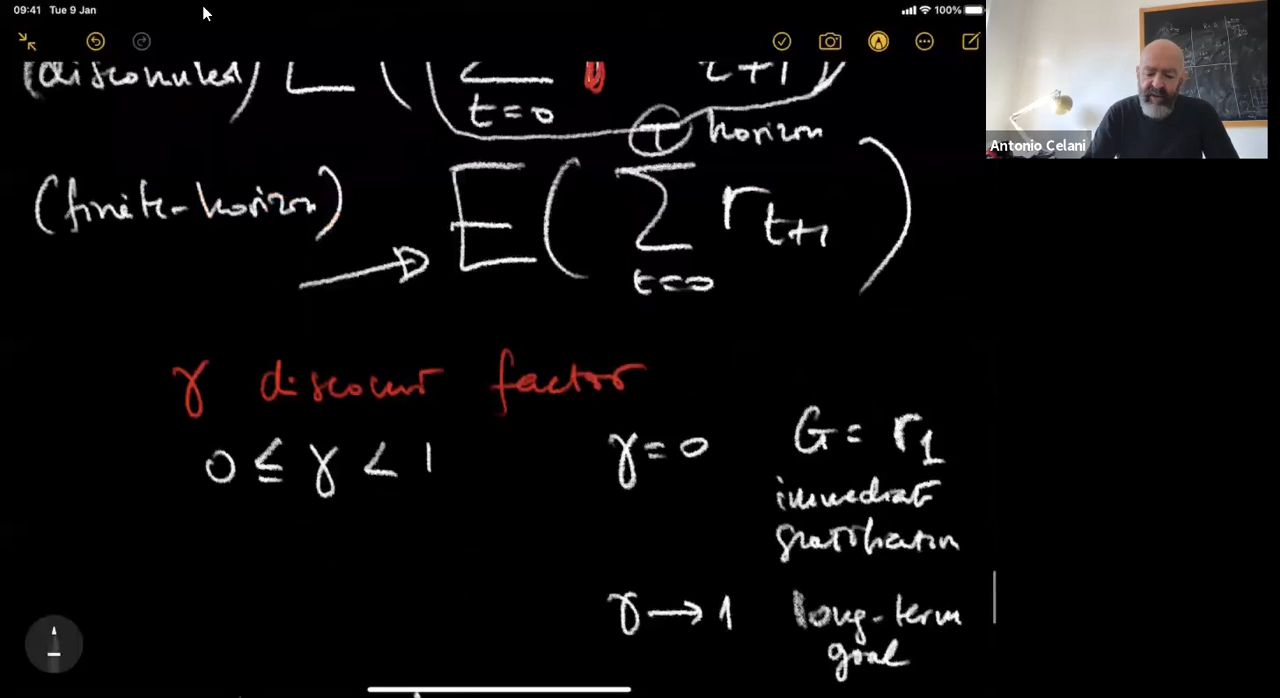 09:41 Tue 9 Jan
100%
Antonio Celani
(discounted) E ( Σ γ r t+1 )
t=0
T horizon
(finite-horizon) E ( Σ r t+1 )
t=0
γ discount factor
0 ≤ γ < 1
γ = 0 G = r1
immediate
gratification
γ → 1 long-term
goal